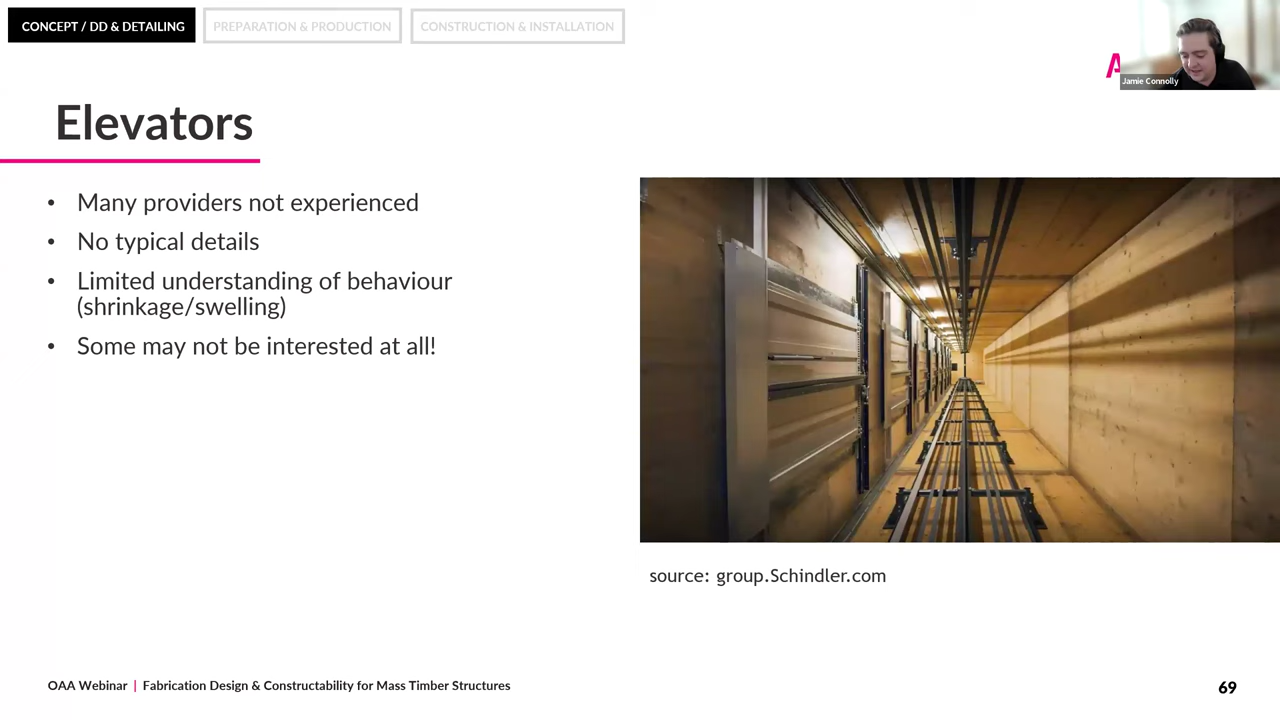 CONCEPT / DD & DETAILING
PREPARATION & PRODUCTION
CONSTRUCTION & INSTALLATION
A
Jamie Connolly
Elevators
• Many providers not experienced
• No typical details
• Limited understanding of behaviour
(shrinkage/swelling)
• Some may not be interested at all!
source: group.Schindler.com
OAA Webinar | Fabrication Design & Constructability for Mass Timber Structures
69